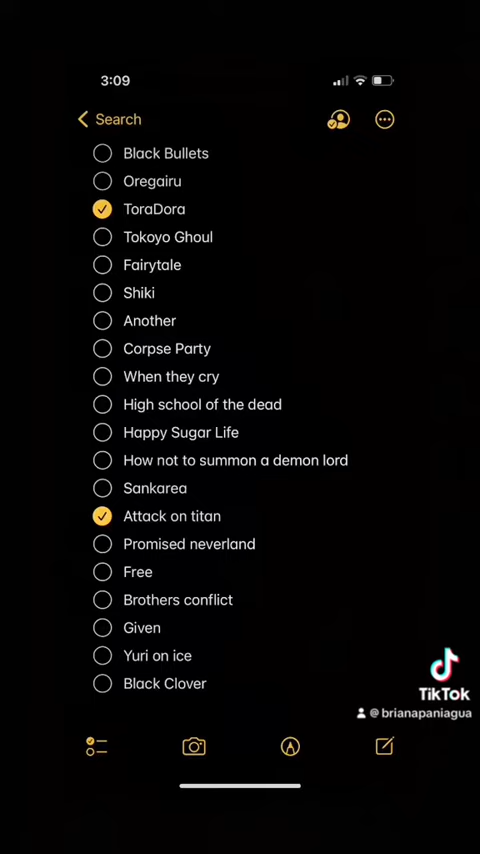 3:09
Search
Black Bullets
Oregairu
ToraDora
Tokoyo Ghoul
Fairytale
Shiki
Another
Corpse Party
When they cry
High school of the dead
Happy Sugar Life
How not to summon a demon lord
Sankarea
Attack on titan
Promised neverland
Free
Brothers conflict
Given
Yuri on ice
Black Clover
TikTok
@brianapaniagua